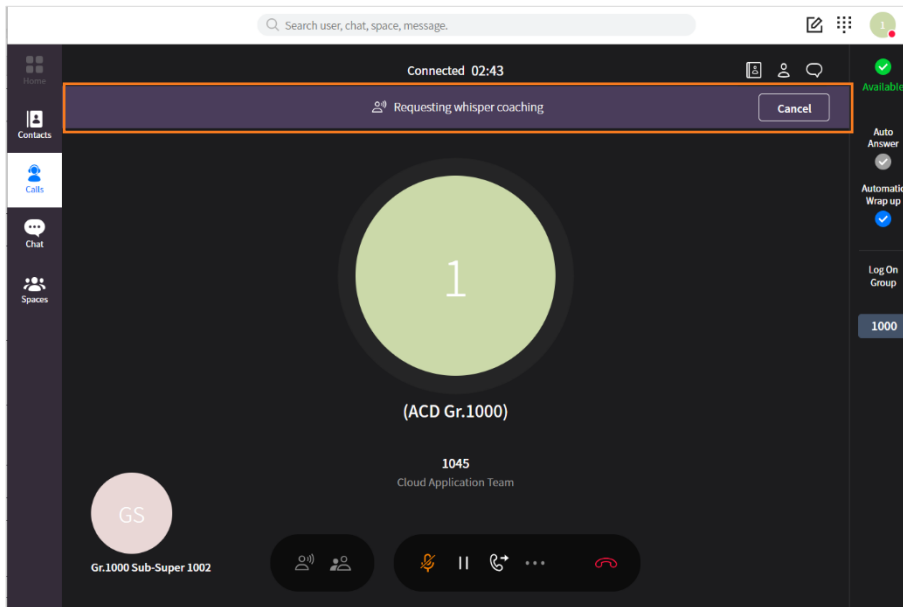 Search user, chat, space, message.
1
Home
Contacts
Calls
Chat
Spaces
Connected 02:43
Requesting whisper coaching
Cancel
1
(ACD Gr.1000)
1045
Cloud Application Team
GS
Gr.1000 Sub-Super 1002
Available
Auto
Answer
Automatic
Wrap up
Log On
Group
1000